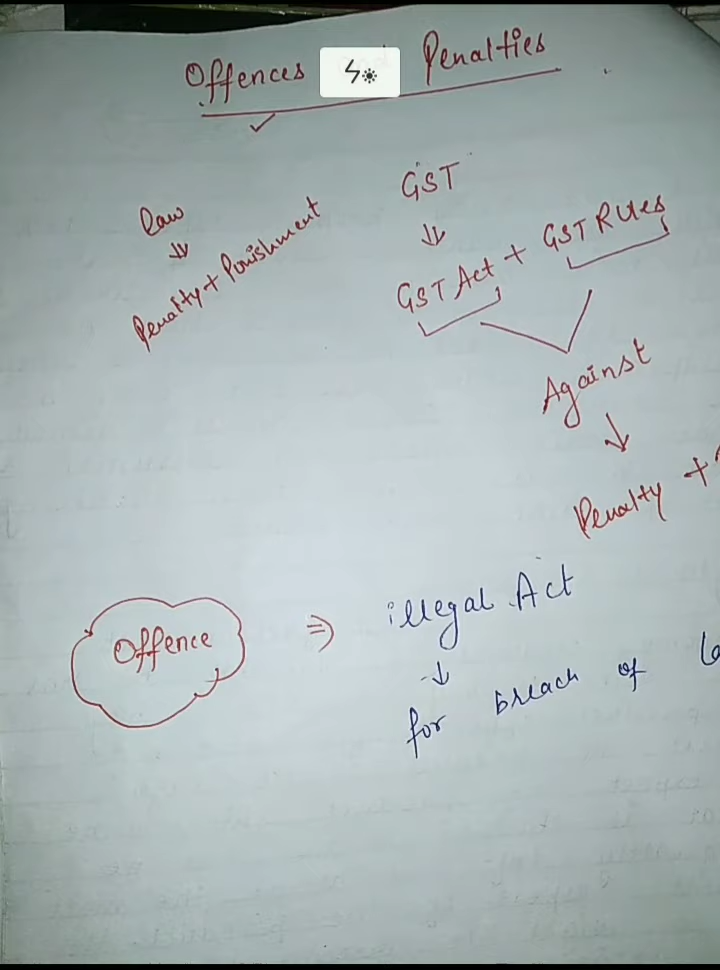 Offences Penalties
Law
Penalty + Punishment
GST
GST Act + GST Rules
Against
Penalty +
Offence ⇒ illegal Act
for breach of